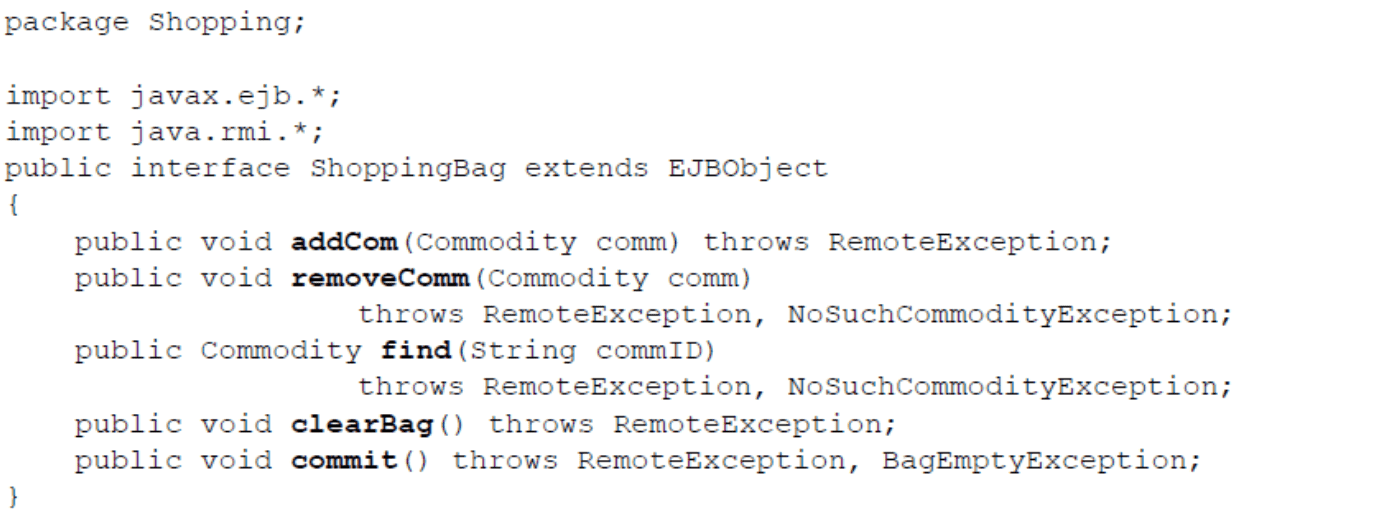 package Shopping;
import javax.ejb.*;
import java.rmi.*;
public interface ShoppingBag extends EJBObject
{
public void addCom(Commodity comm) throws RemoteException;
public void removeComm(Commodity comm)
throws RemoteException, NoSuchCommodityException;
public Commodity find(String commID)
throws RemoteException, NoSuchCommodityException;
public void clearBag() throws RemoteException;
public void commit() throws RemoteException, BagEmptyException;
}